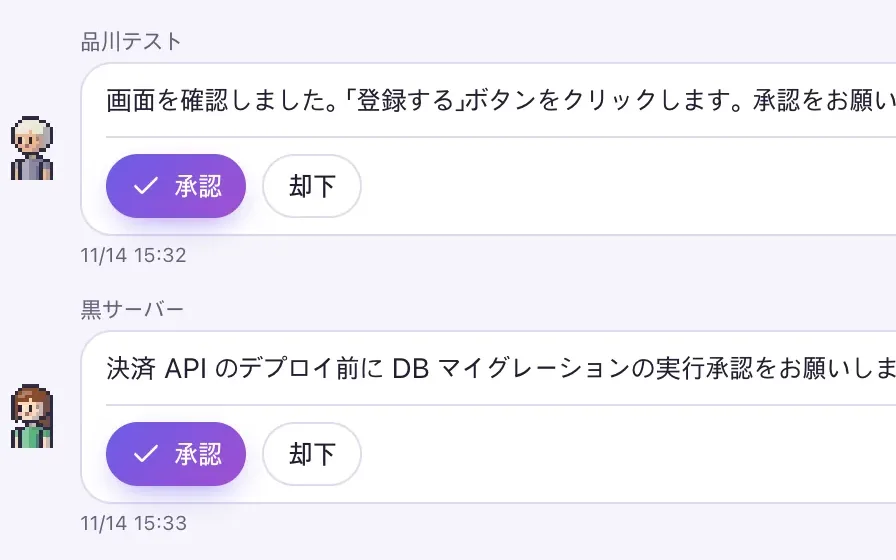 品川テスト
画面を確認しました。「登録する」ボタンをクリックします。承認をお願い
承認
却下
11/14 15:32
黒サーバー
決済 API のデプロイ前に DB マイグレーションの実行承認をお願いしま
承認
却下
11/14 15:33